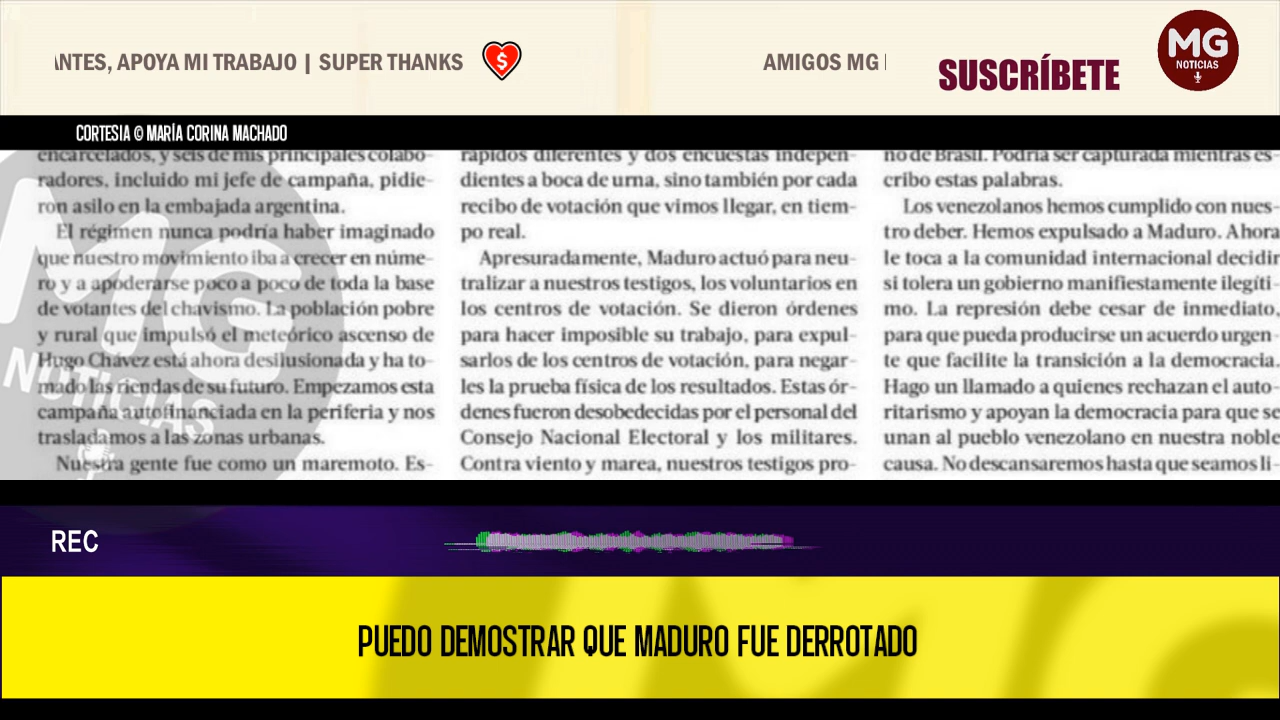 ANTES, APOYA MI TRABAJO | SUPER THANKS
$
AMIGOS MG
SUSCRÍBETE
MG
NOTICIAS
CORTESIA © MARÍA CORINA MACHADO
encarcelados, y seis de mis principales colabo-
radores, incluido mi jefe de campaña, pidie-
ron asilo en la embajada argentina.
El régimen nunca podría haber imaginado
que nuestro movimiento iba a crecer en núme-
ro y a apoderarse poco a poco de toda la base
de votantes del chavismo. La población pobre
y rural que impulsó el meteórico ascenso de
Hugo Chávez está ahora desilusionada y ha to-
mado las riendas de su futuro. Empezamos esta
campaña autofinanciada en la periferia y nos
trasladamos a las zonas urbanas.
Nuestra gente fue como un maremoto. Es-
rápidos diferentes y dos encuestas indepen-
dientes a boca de urna, sino también por cada
recibo de votación que vimos llegar, en tiem-
po real.
Apresuradamente, Maduro actuó para neu-
tralizar a nuestros testigos, los voluntarios en
los centros de votación. Se dieron órdenes
para hacer imposible su trabajo, para expul-
sarlos de los centros de votación, para negar-
les la prueba física de los resultados. Estas ór-
denes fueron desobedecidas por el personal del
Consejo Nacional Electoral y los militares.
Contra viento y marea, nuestros testigos pro-
no de Brasil. Podría ser capturada mientras es-
cribo estas palabras.
Los venezolanos hemos cumplido con nues-
tro deber. Hemos expulsado a Maduro. Ahora
le toca a la comunidad internacional decidir
si tolera un gobierno manifiestamente ilegíti-
mo. La represión debe cesar de inmediato,
para que pueda producirse un acuerdo urgen-
te que facilite la transición a la democracia.
Hago un llamado a quienes rechazan el auto-
ritarismo y apoyan la democracia para que se
unan al pueblo venezolano en nuestra noble
causa. No descansaremos hasta que seamos li-
MG
NOTICIAS
REC
PUEDO DEMOSTRAR QUE MADURO FUE DERROTADO